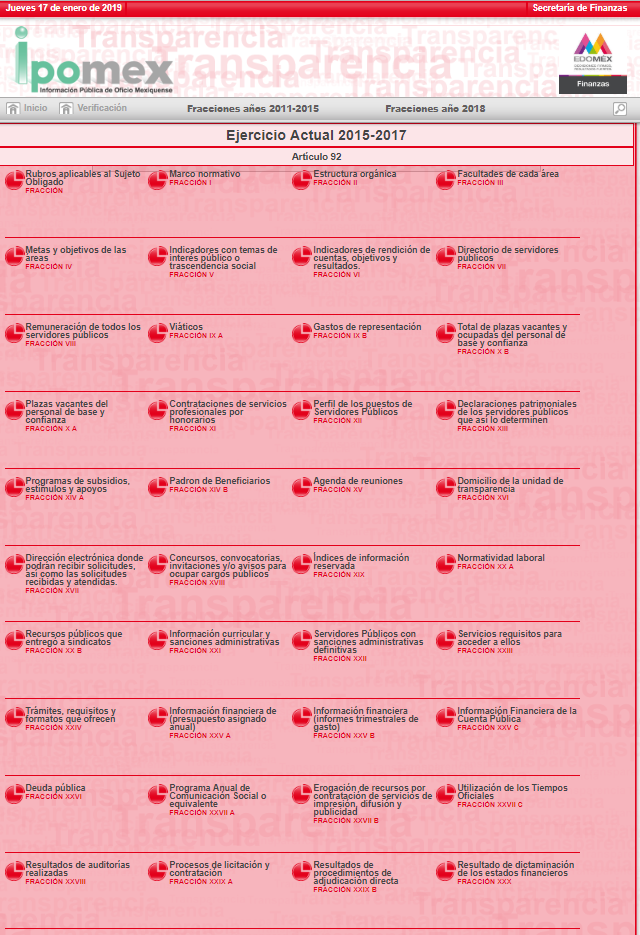 Jueves 17 de enero de 2019
Secretaría de Finanzas
Transparencia
Transparencia
ipomex
Información Pública de Oficio Mexiquense
EDOMÉX
Finanzas
Inicio
Verificación
Fracciones años 2011-2015
Fracciones año 2018
Ejercicio Actual 2015-2017
Artículo 92
Rubros aplicables al Sujeto
Obligado
FRACCIÓN
Marco normativo
FRACCIÓN I
Estructura orgánica
FRACCIÓN II
Facultades de cada área
FRACCIÓN III
Metas y objetivos de las
áreas
FRACCIÓN IV
Indicadores con temas de
interés público o
trascendencia social
FRACCIÓN V
Indicadores de rendición de
cuentas, objetivos y
resultados.
FRACCIÓN VI
Directorio de servidores
públicos
FRACCIÓN VII
Remuneración de todos los
servidores públicos
FRACCIÓN VIII
Viáticos
FRACCIÓN IX A
Gastos de representación
FRACCIÓN IX B
Total de plazas vacantes y
ocupadas del personal de
base y confianza
FRACCIÓN X B
Plazas vacantes del
personal de base y
confianza
FRACCIÓN X A
Contrataciones de servicios
profesionales por
honorarios
FRACCIÓN XI
Perfil de los puestos de
Servidores Públicos
FRACCIÓN XII
Declaraciones patrimoniales
de los servidores públicos
que así lo determinen
FRACCIÓN XIII
Programas de subsidios,
estímulos y apoyos
FRACCIÓN XIV A
Padron de Beneficiarios
FRACCIÓN XIV B
Agenda de reuniones
FRACCIÓN XV
Domicilio de la unidad de
transparencia
FRACCIÓN XVI
Dirección electrónica donde
podrán recibir solicitudes,
así como las solicitudes
recibidas y atendidas.
FRACCIÓN XVII
Concursos, convocatorias,
invitaciones y/o avisos para
ocupar cargos públicos
FRACCIÓN XVIII
Índices de información
reservada
FRACCIÓN XIX
Normatividad laboral
FRACCIÓN XX A
Recursos públicos que
entregó a sindicatos
FRACCIÓN XX B
Información curricular y
sanciones administrativas
FRACCIÓN XXI
Servidores Públicos con
sanciones administrativas
definitivas
FRACCIÓN XXII
Servicios requisitos para
acceder a ellos
FRACCIÓN XXIII
Trámites, requisitos y
formatos que ofrecen
FRACCIÓN XXIV
Información financiera de
(presupuesto asignado
anual)
FRACCIÓN XXV A
Información financiera
(informes trimestrales de
gasto)
FRACCIÓN XXV B
Información Financiera de la
Cuenta Pública
FRACCIÓN XXV C
Deuda pública
FRACCIÓN XXVI
Programa Anual de
Comunicación Social o
equivalente
FRACCIÓN XXVII A
Erogación de recursos por
contratación de servicios de
impresión, difusión y
publicidad
FRACCIÓN XXVII B
Utilización de los Tiempos
Oficiales
FRACCIÓN XXVII C
Resultados de auditorías
realizadas
FRACCIÓN XXVIII
Procesos de licitación y
contratación
FRACCIÓN XXIX A
Resultados de
procedimientos de
adjudicación directa
FRACCIÓN XXIX B
Resultado de dictaminación
de los estados financieros
FRACCIÓN XXX